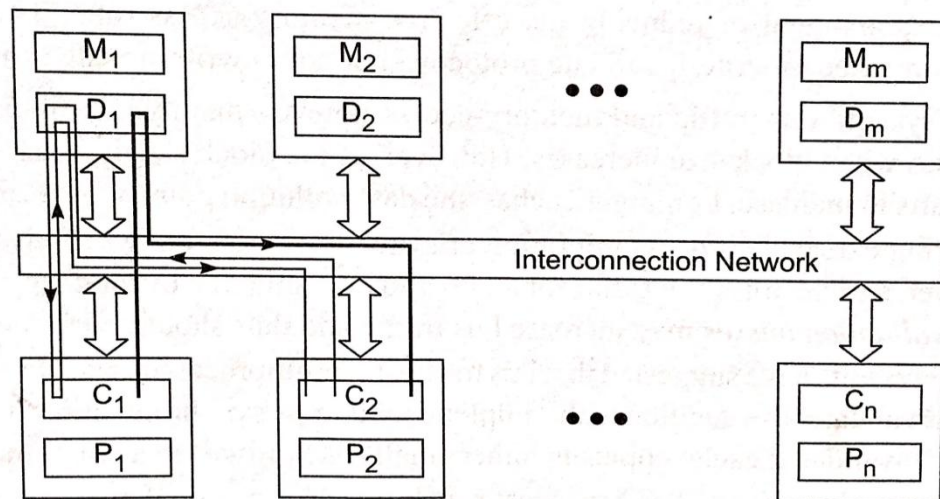 M₁ M₂ Mₘ
D₁ D₂ ●●● Dₘ
Interconnection Network
C₁ C₂ Cₙ
P₁ P₂ ●●● Pₙ